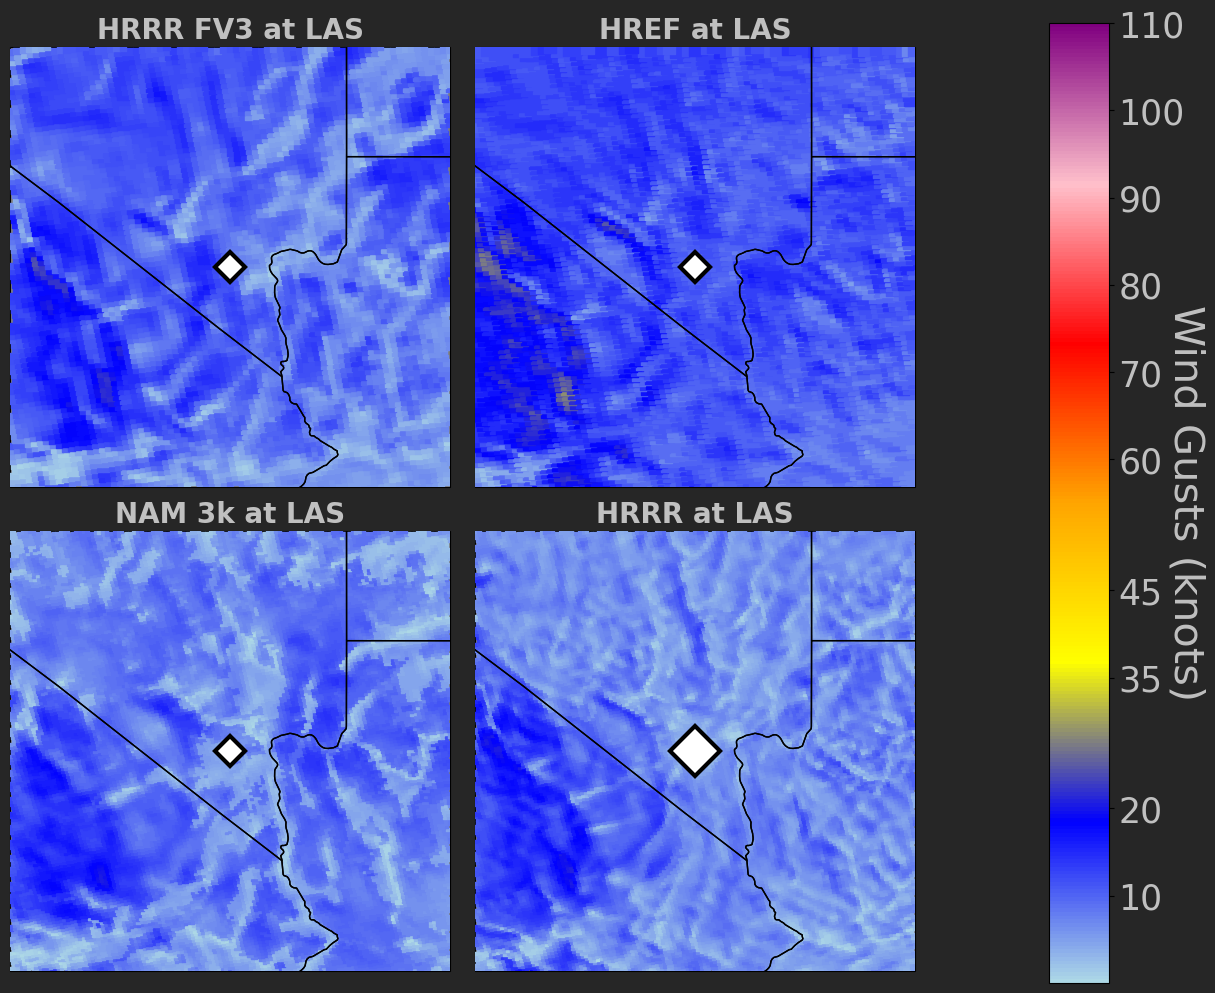 HRRR FV3 at LAS
HREF at LAS
NAM 3k at LAS
HRRR at LAS
110
100
90
80
70
60
45
35
20
10
Wind Gusts (knots)